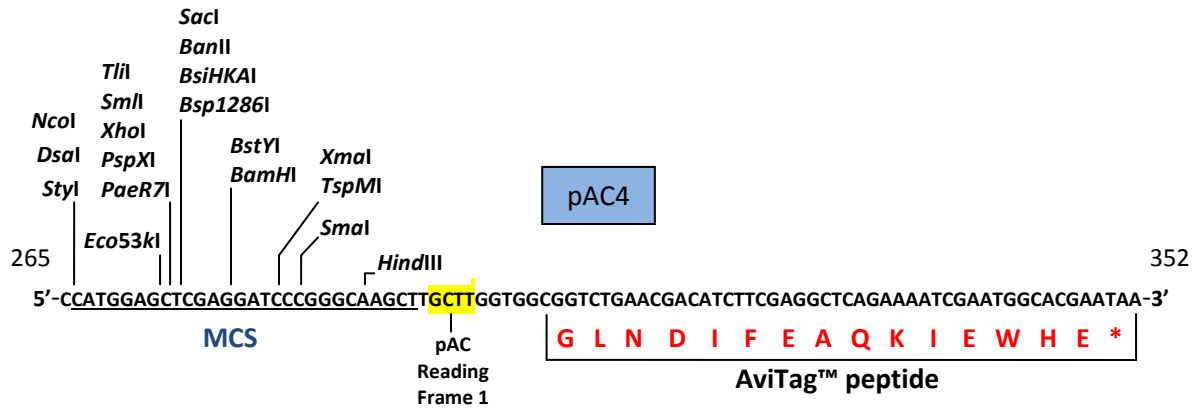 SacI
BanII
BsiHKAI
Bsp1286I
TliI
SmlI
XhoI
PspXI
PaeR7I
NcoI
DsaI
StyI
BstYI
BamHI
XmaI
TspMI
pAC4
Eco53kI
SmaI
HindIII
265
352
5’-CCATGGAGCTCGAGGATCCCGGGCAAGCTTGCTTGGTGGCGGTCTGAACGACATCTTCGAGGCTCAGAAAATCGAATGGCACGAATAA-3’
MCS
pAC
Reading
Frame 1
G L N D I F E A Q K I E W H E *
AviTag™ peptide